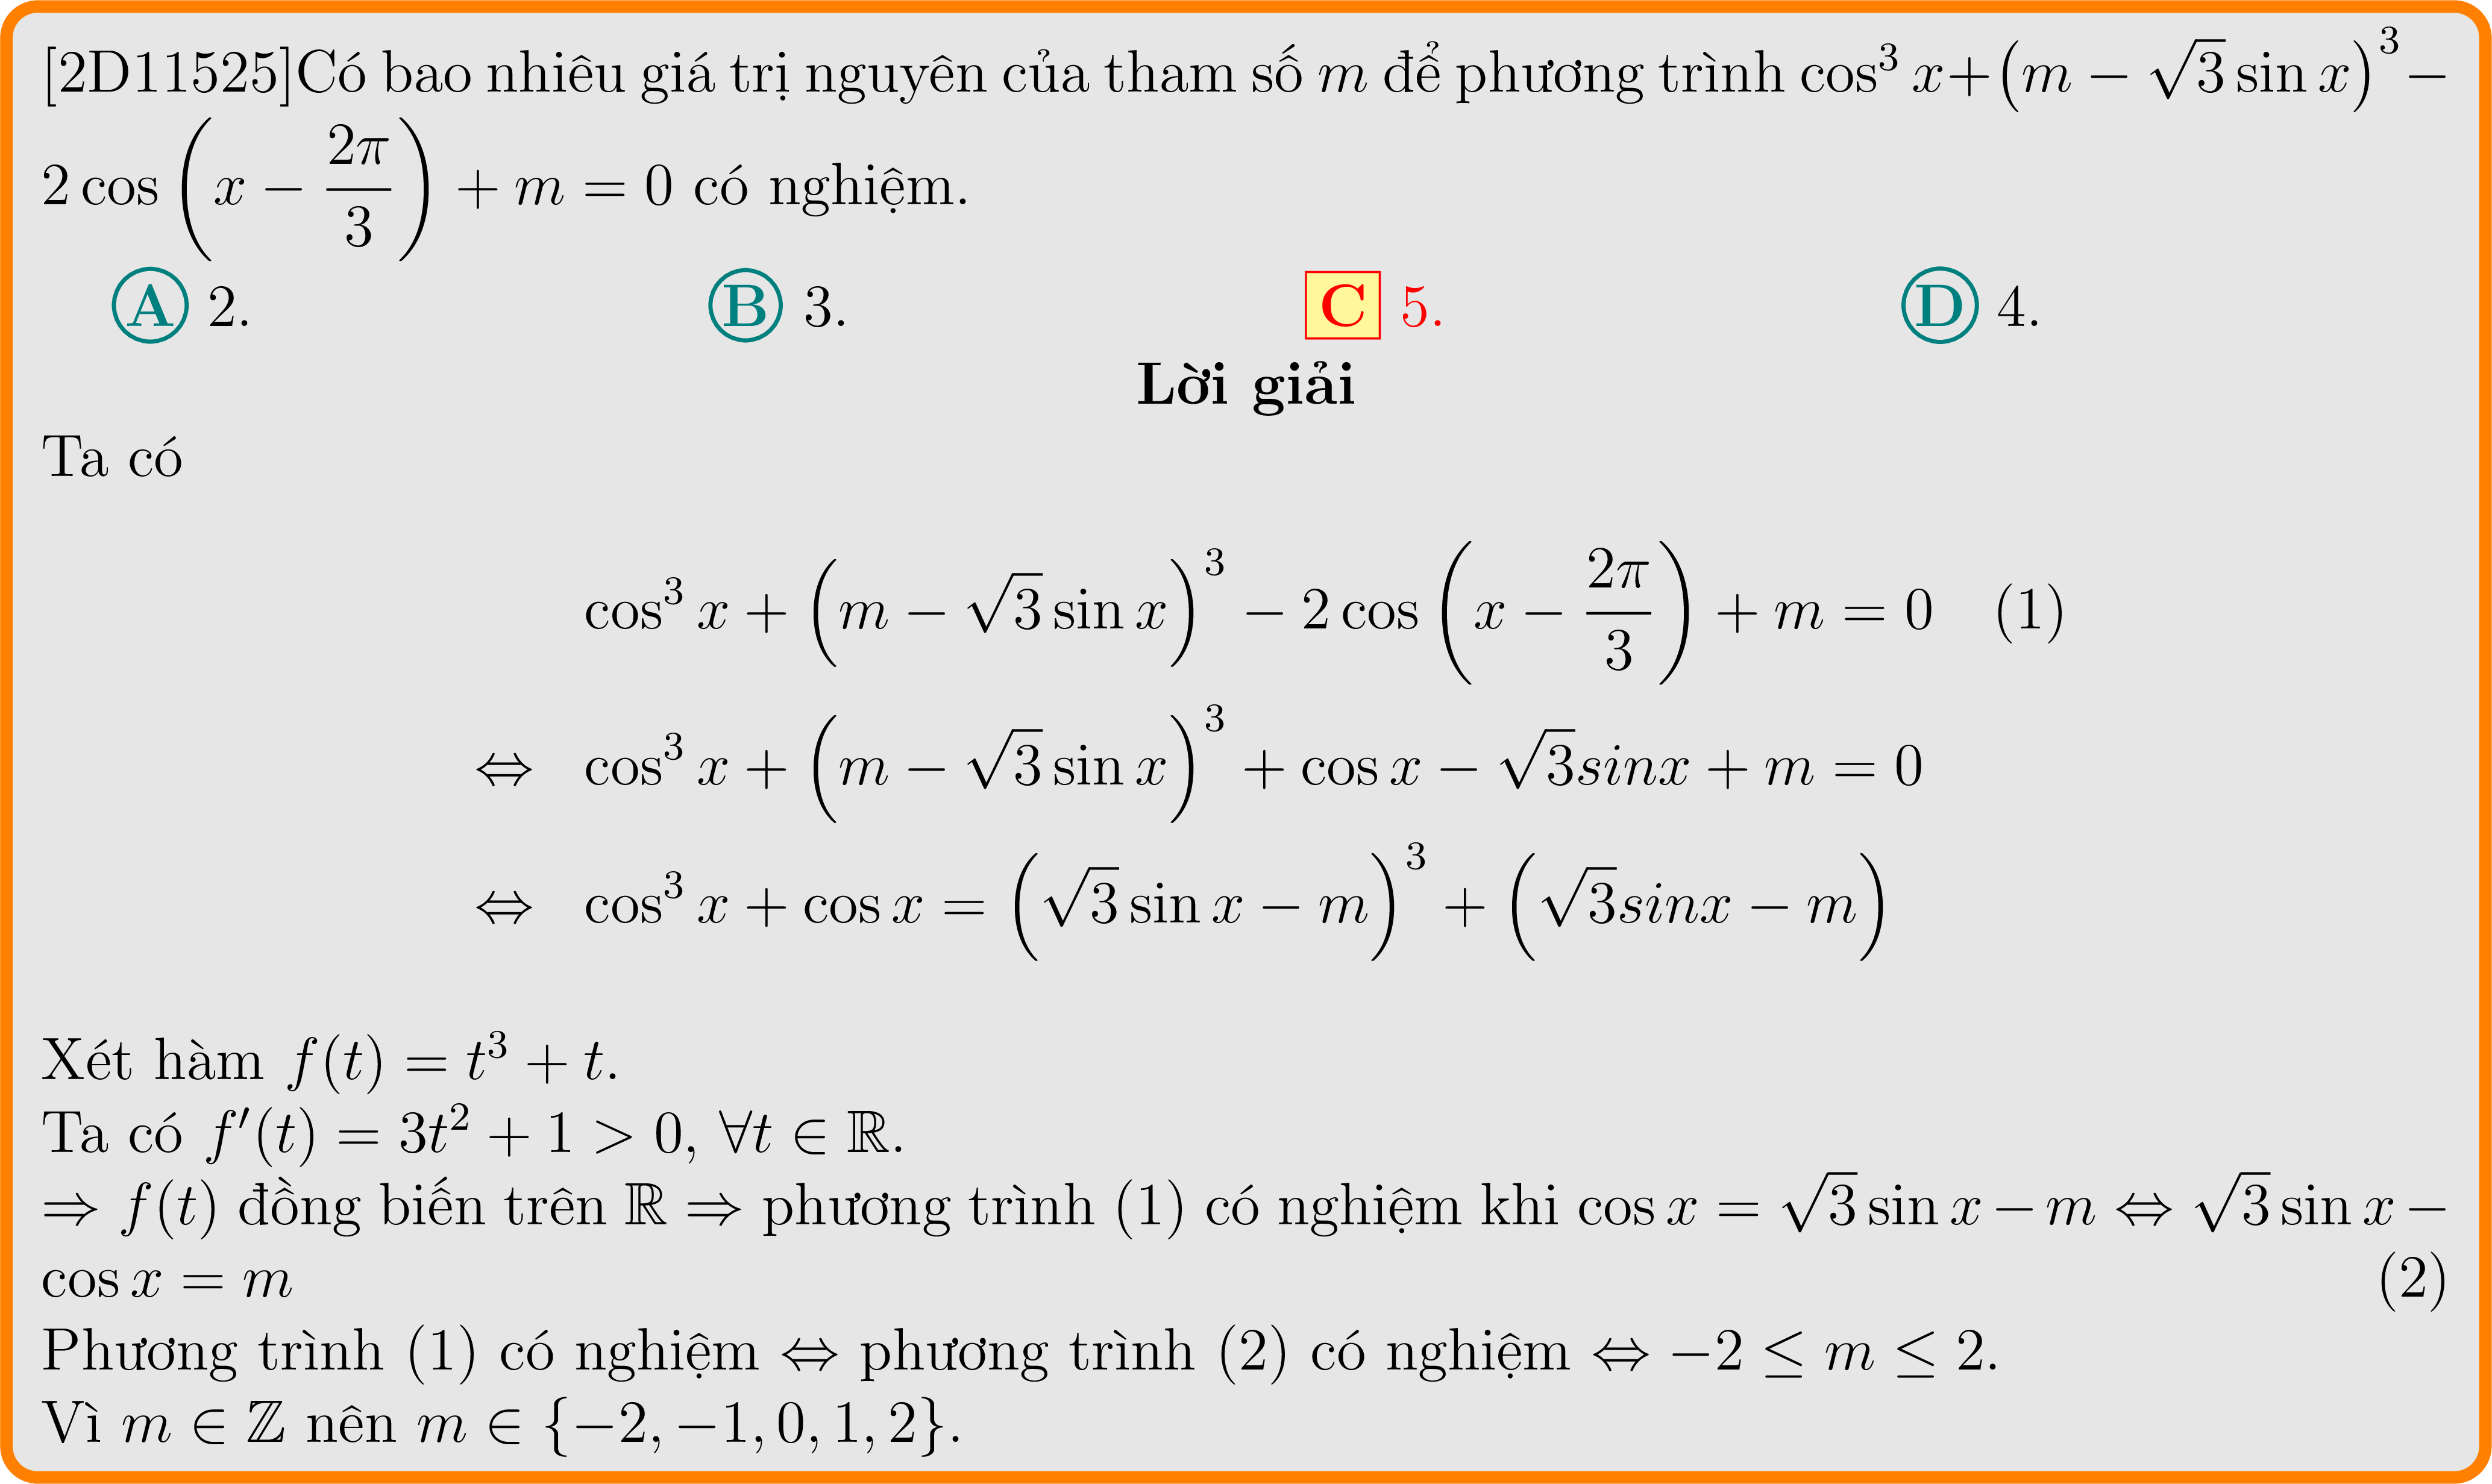 [2D11525]Có bao nhiêu giá trị nguyên của tham số $m$ để phương trình $\cos^3 x + \left(m - \sqrt{3}\sin x\right)^3 -$
$2\cos\left(x - \dfrac{2\pi}{3}\right) + m = 0$ có nghiệm.
A 2. B 3. C 5. D 4.
Lời giải
Ta có
$\cos^3 x + \left(m - \sqrt{3}\sin x\right)^3 - 2\cos\left(x - \dfrac{2\pi}{3}\right) + m = 0 \quad (1)$
$\Leftrightarrow \cos^3 x + \left(m - \sqrt{3}\sin x\right)^3 + \cos x - \sqrt{3}sinx + m = 0$
$\Leftrightarrow \cos^3 x + \cos x = \left(\sqrt{3}\sin x - m\right)^3 + \left(\sqrt{3}sinx - m\right)$
Xét hàm $f(t) = t^3 + t$.
Ta có $f'(t) = 3t^2 + 1 > 0, \forall t \in \mathbb{R}$.
$\Rightarrow f(t)$ đồng biến trên $\mathbb{R} \Rightarrow$ phương trình (1) có nghiệm khi $\cos x = \sqrt{3}\sin x - m \Leftrightarrow \sqrt{3}\sin x -$
$\cos x = m$ (2)
Phương trình (1) có nghiệm $\Leftrightarrow$ phương trình (2) có nghiệm $\Leftrightarrow -2 \leq m \leq 2$.
Vì $m \in \mathbb{Z}$ nên $m \in \{-2, -1, 0, 1, 2\}$.